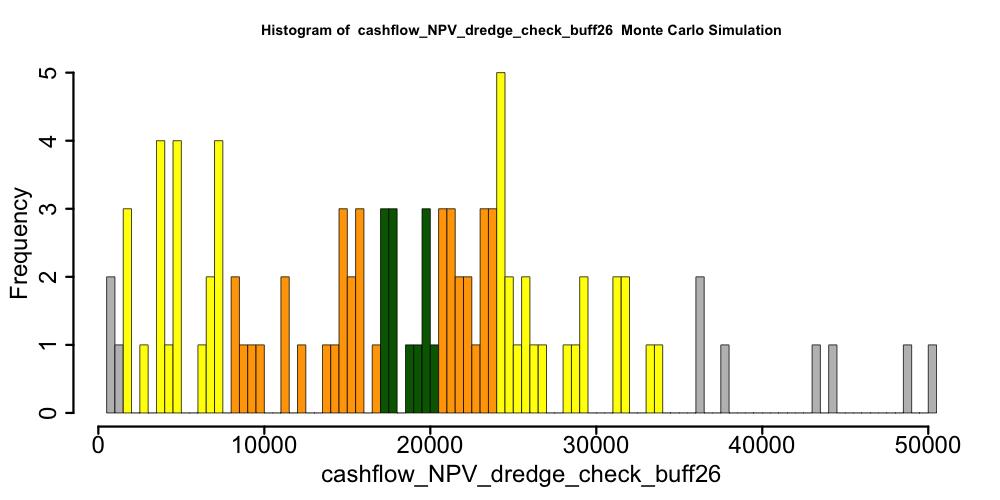 Histogram of  cashflow_NPV_dredge_check_buff26  Monte Carlo Simulation
Frequency
5
4
3
2
1
0
0 10000 20000 30000 40000 50000
cashflow_NPV_dredge_check_buff26